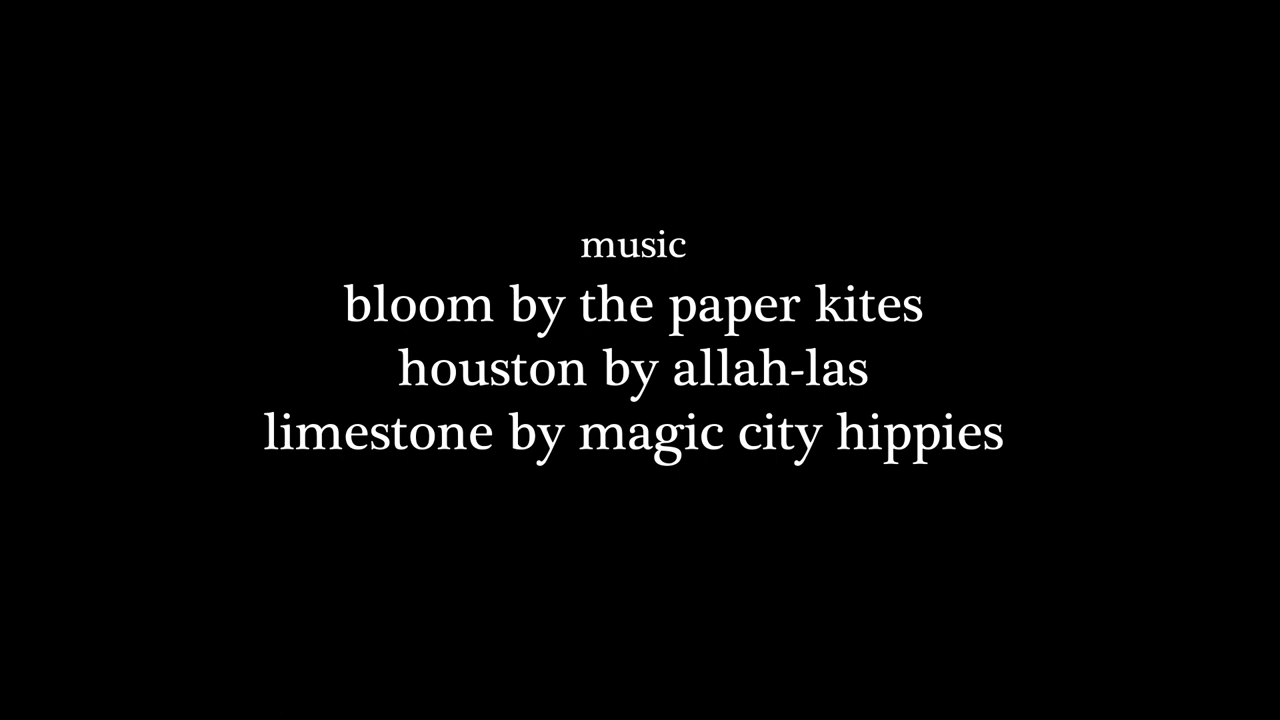 music
bloom by the paper kites
houston by allah-las
limestone by magic city hippies